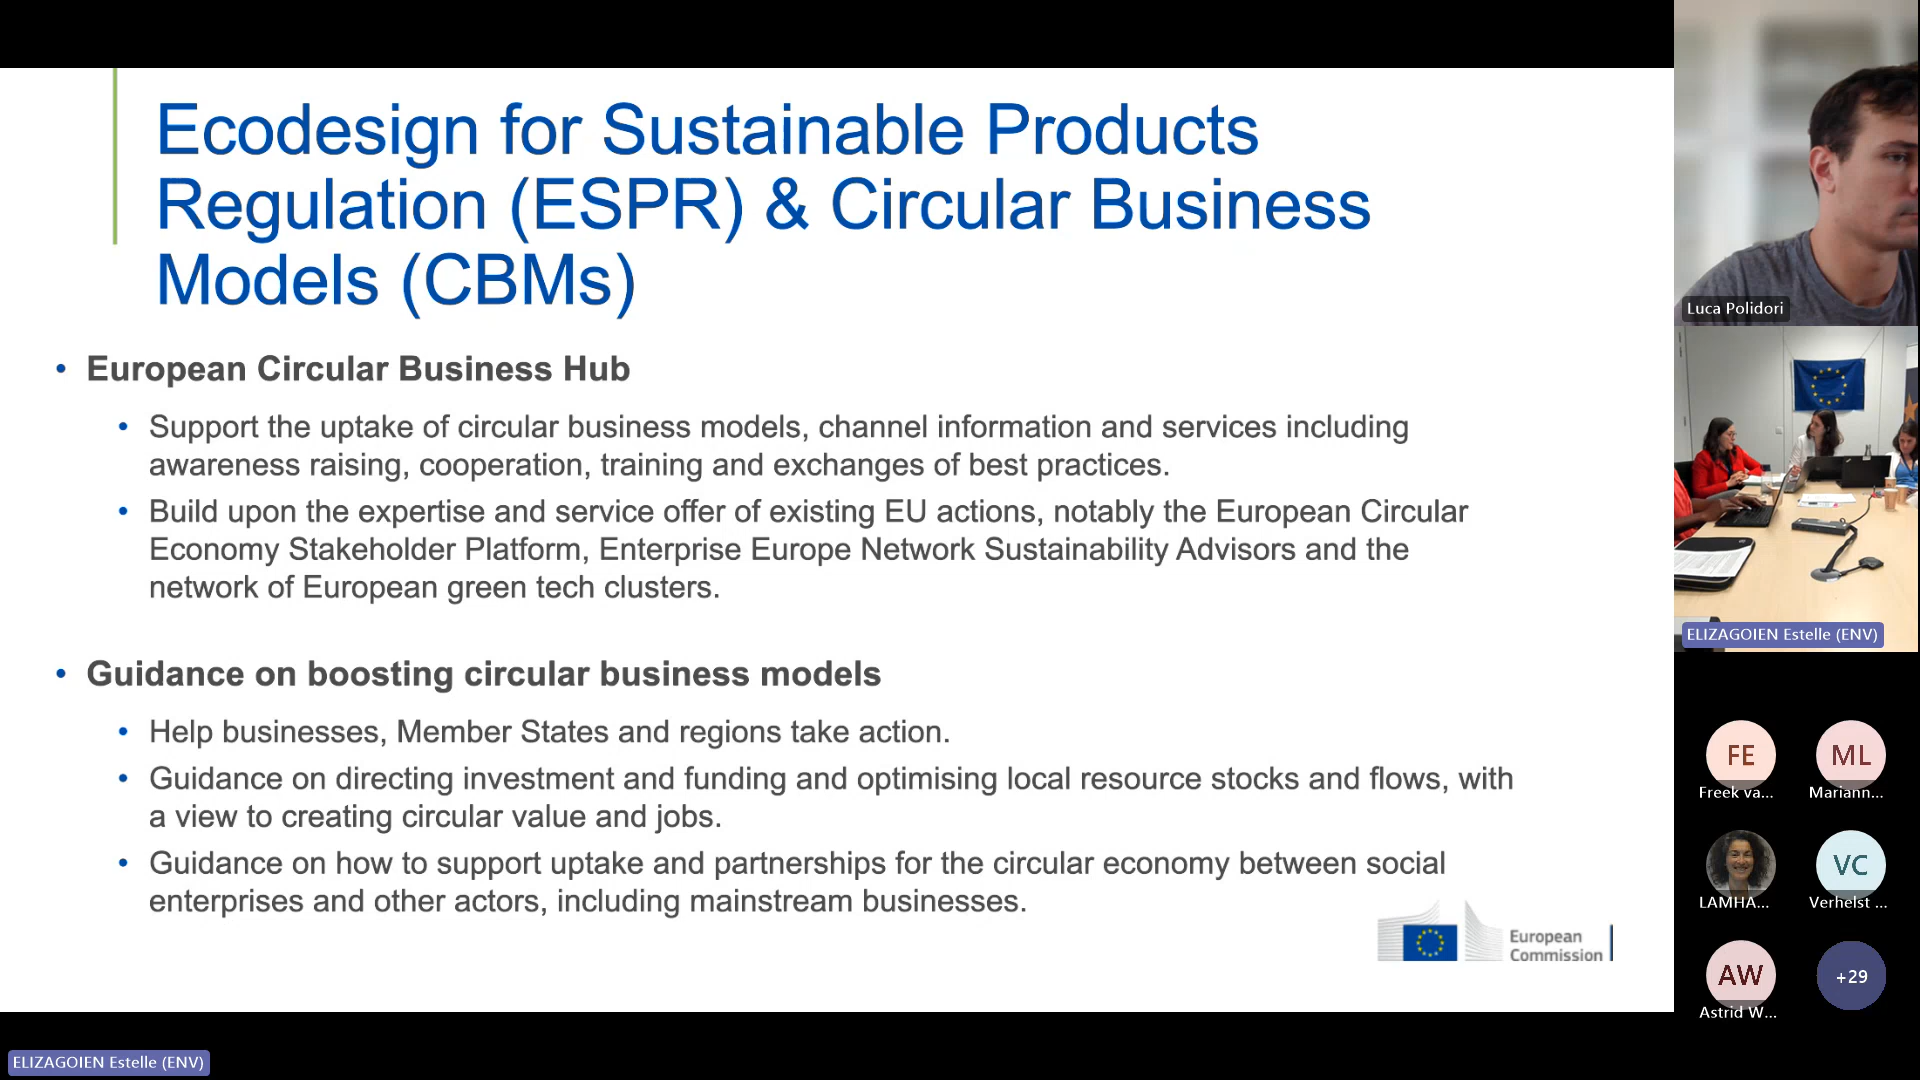 Ecodesign for Sustainable Products
Regulation (ESPR) & Circular Business
Models (CBMs)
• European Circular Business Hub
• Support the uptake of circular business models, channel information and services including
awareness raising, cooperation, training and exchanges of best practices.
• Build upon the expertise and service offer of existing EU actions, notably the European Circular
Economy Stakeholder Platform, Enterprise Europe Network Sustainability Advisors and the
network of European green tech clusters.
• Guidance on boosting circular business models
• Help businesses, Member States and regions take action.
• Guidance on directing investment and funding and optimising local resource stocks and flows, with
a view to creating circular value and jobs.
• Guidance on how to support uptake and partnerships for the circular economy between social
enterprises and other actors, including mainstream businesses.
European
Commission
Luca Polidori
ELIZAGOIEN Estelle (ENV)
FE
Freek va...
ML
Mariann...
LAMHA...
VC
Verhelst ...
AW
Astrid W...
+29
ELIZAGOIEN Estelle (ENV)